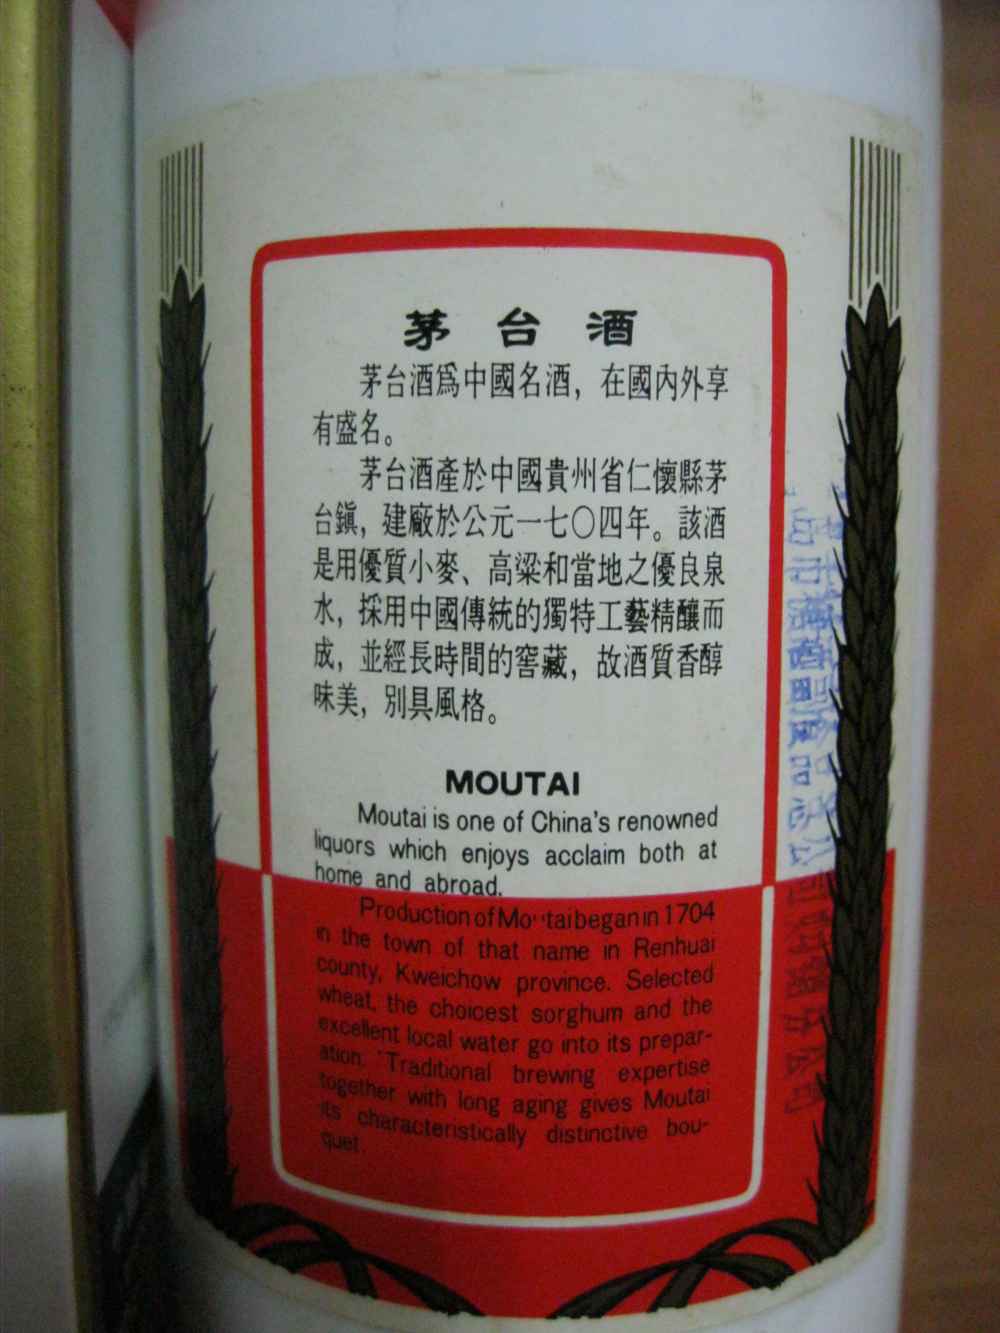 茅台酒
茅台酒爲中國名酒，在國內外享
有盛名。
茅台酒產於中國貴州省仁懷縣茅
台鎭，建廠於公元一七〇四年。該酒
是用優質小麥、高粱和當地之優良泉
水，採用中國傳統的獨特工藝精釀而
成，並經長時間的窖藏，故酒質香醇
味美，別具風格。
MOUTAI
Moutai is one of China's renowned
liquors which enjoys acclaim both at
home and abroad.
Production of Moutai began in 1704
in the town of that name in Renhuai
county, Kweichow province. Selected
wheat, the choicest sorghum and the
excellent local water go into its prepar-
ation. Traditional brewing expertise
together with long aging gives Moutai
its characteristically distinctive bou-
quet